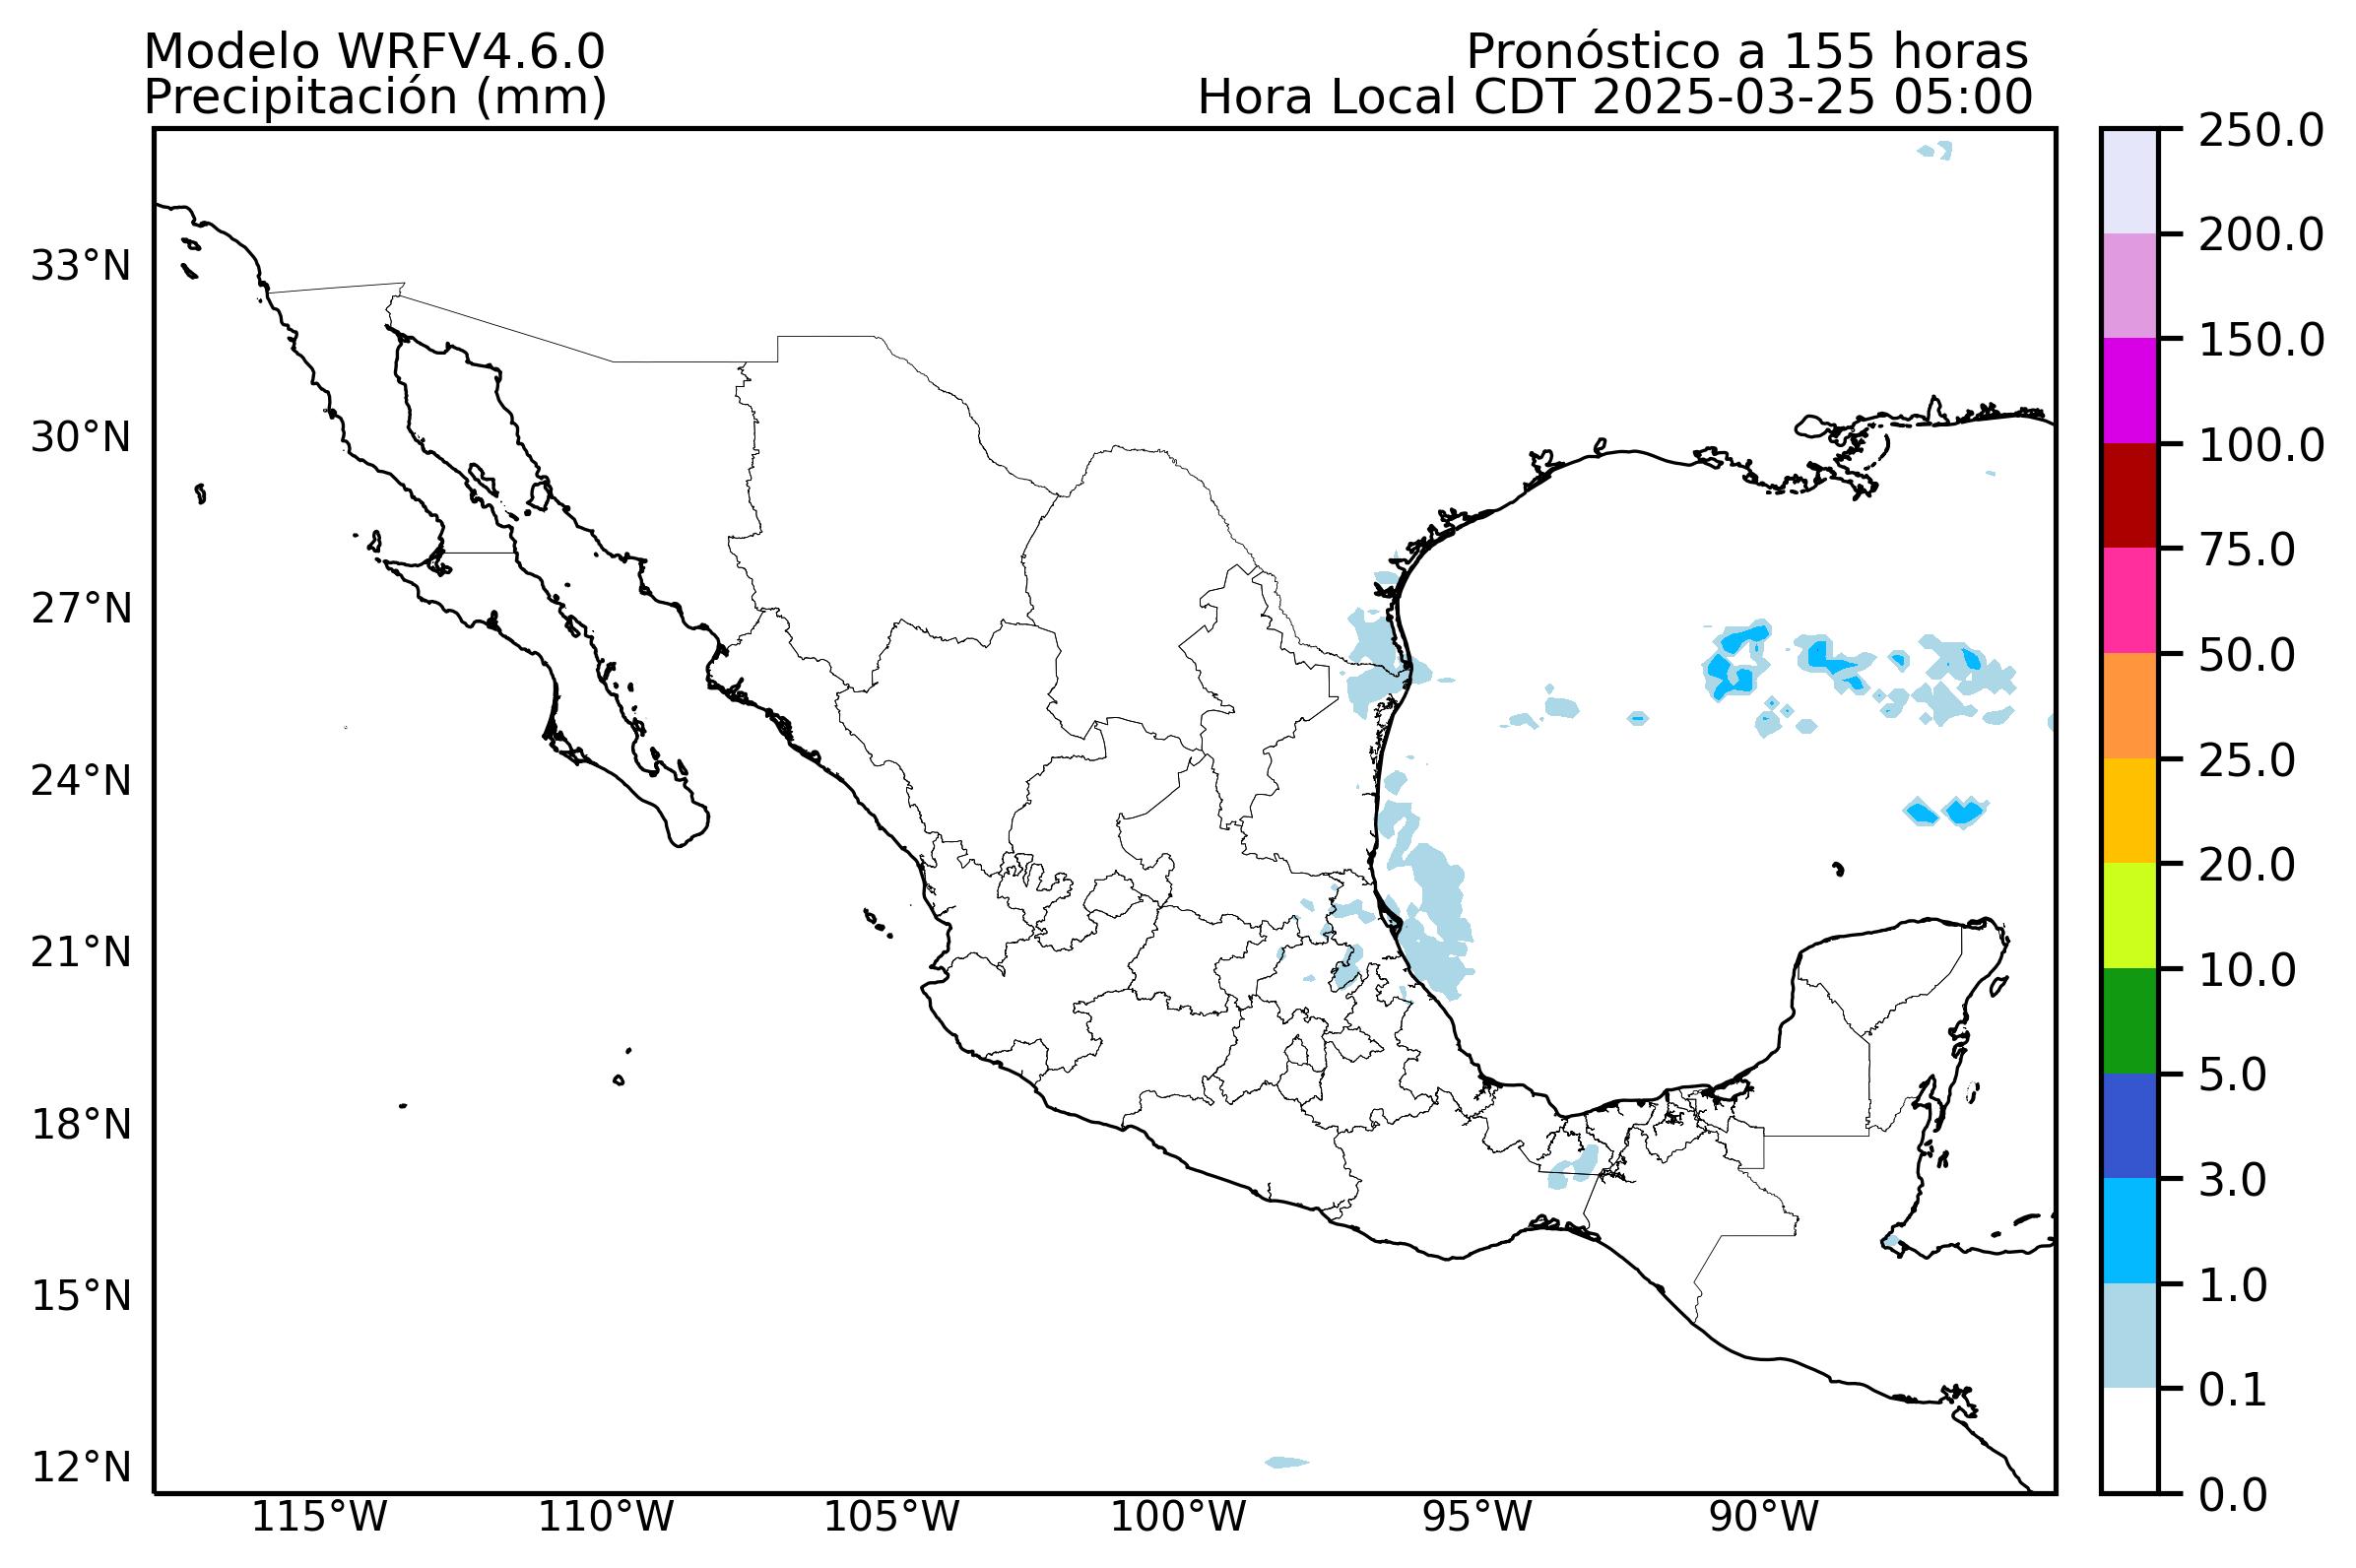 Modelo WRFV4.6.0
Precipitación (mm)
Pronóstico a 155 horas
Hora Local CDT 2025-03-25 05:00
33°N
30°N
27°N
24°N
21°N
18°N
15°N
12°N
115°W
110°W
105°W
100°W
95°W
90°W
250.0
200.0
150.0
100.0
75.0
50.0
25.0
20.0
10.0
5.0
3.0
1.0
0.1
0.0